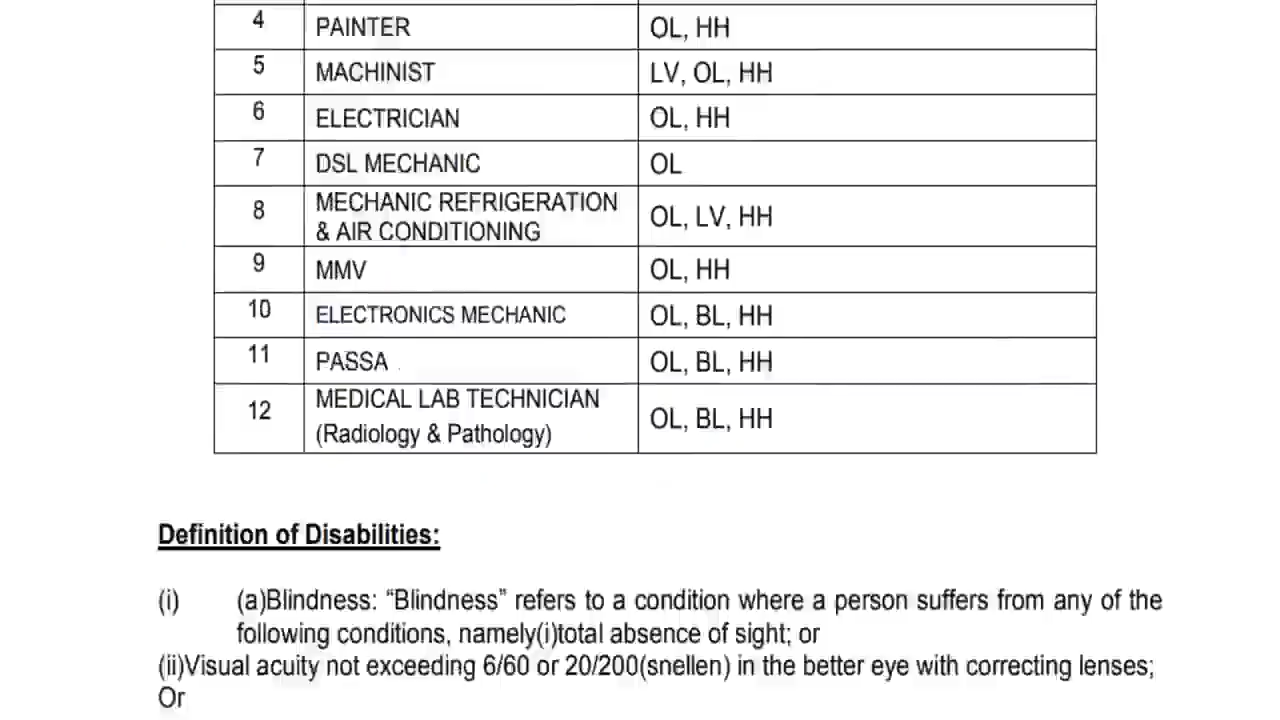 4 PAINTER OL, HH
5 MACHINIST LV, OL, HH
6 ELECTRICIAN OL, HH
7 DSL MECHANIC OL
8 MECHANIC REFRIGERATION & AIR CONDITIONING OL, LV, HH
9 MMV OL, HH
10 ELECTRONICS MECHANIC OL, BL, HH
11 PASSA OL, BL, HH
12 MEDICAL LAB TECHNICIAN (Radiology & Pathology) OL, BL, HH
Definition of Disabilities:
(i) (a)Blindness: “Blindness” refers to a condition where a person suffers from any of the
following conditions, namely(i)total absence of sight; or
(ii)Visual acuity not exceeding 6/60 or 20/200(snellen) in the better eye with correcting lenses;
Or